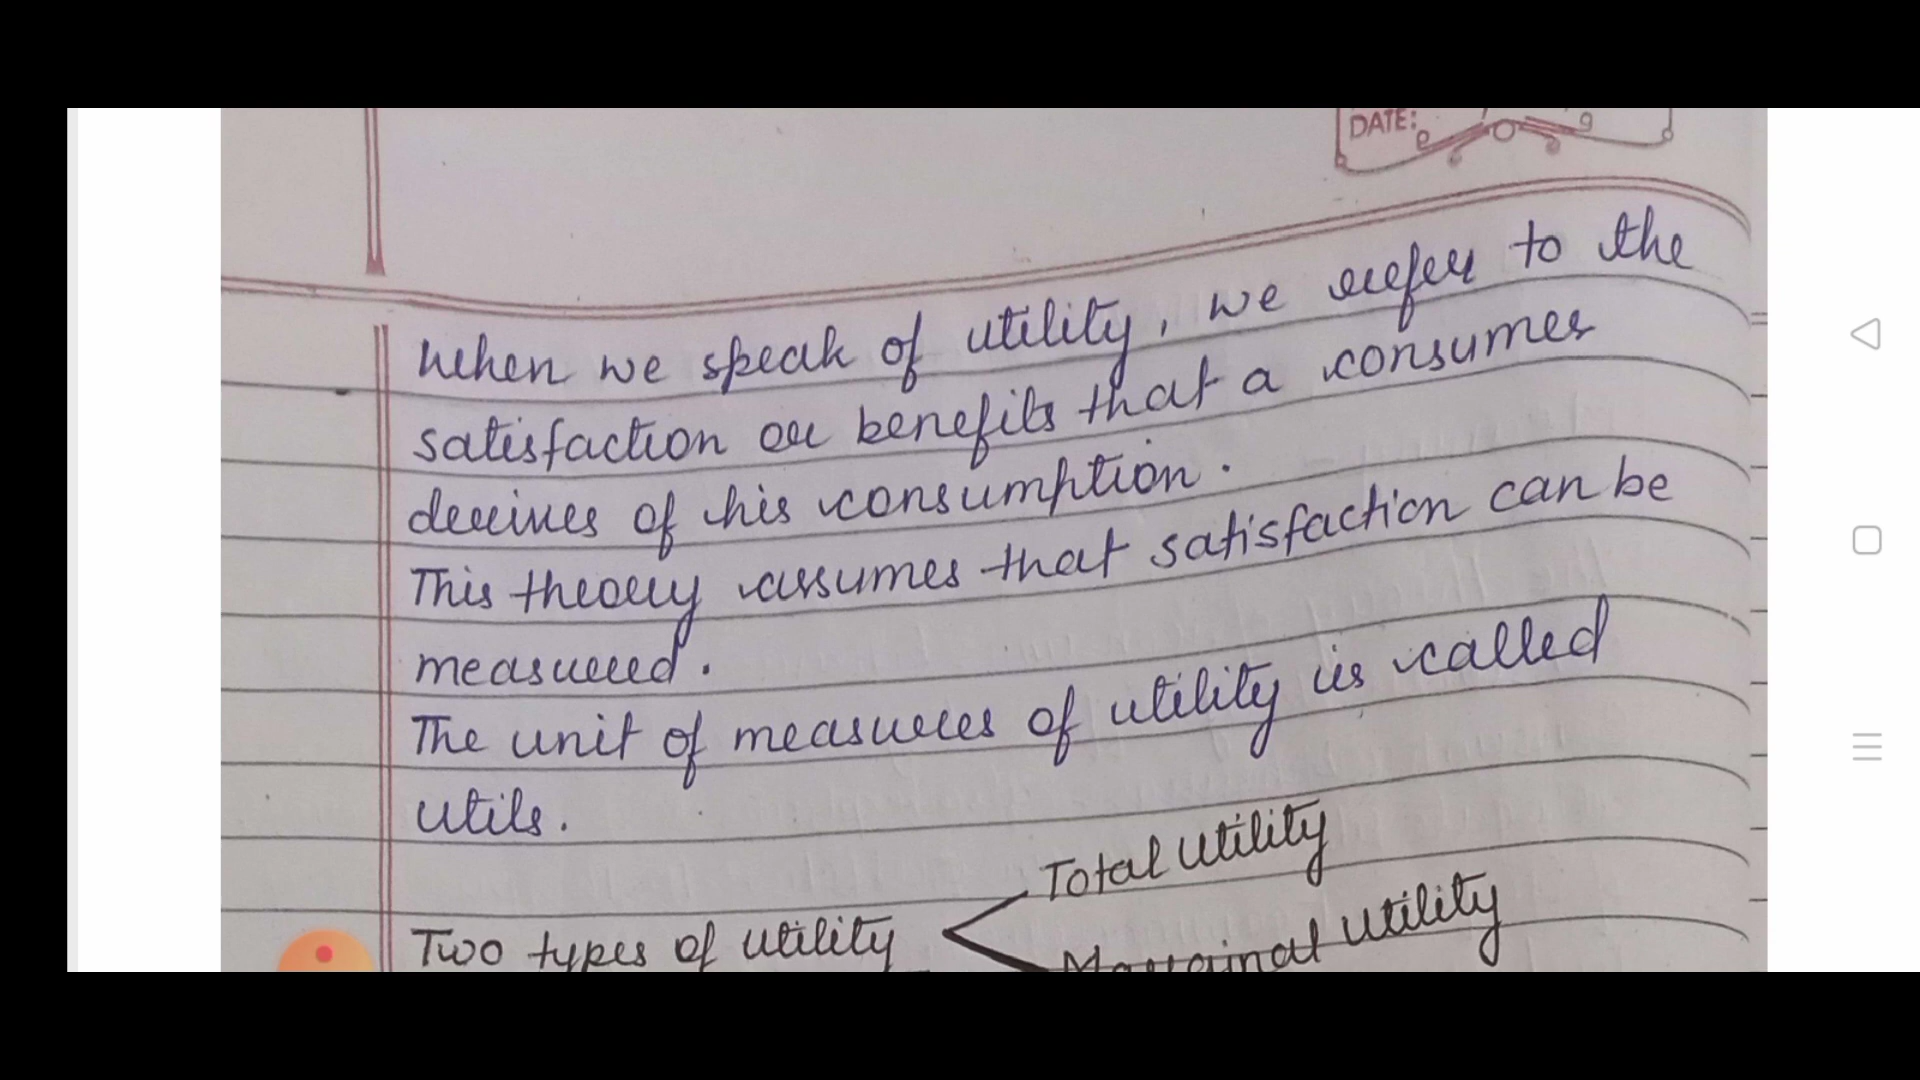 DATE:
When we speak of utility, we refer to the
satisfaction or benefits that a consumer
derives of his consumption.
This theory assumes that satisfaction can be
measured.
The unit of measures of utility is called
utils.
Total utility
Two types of utility
Marginal utility